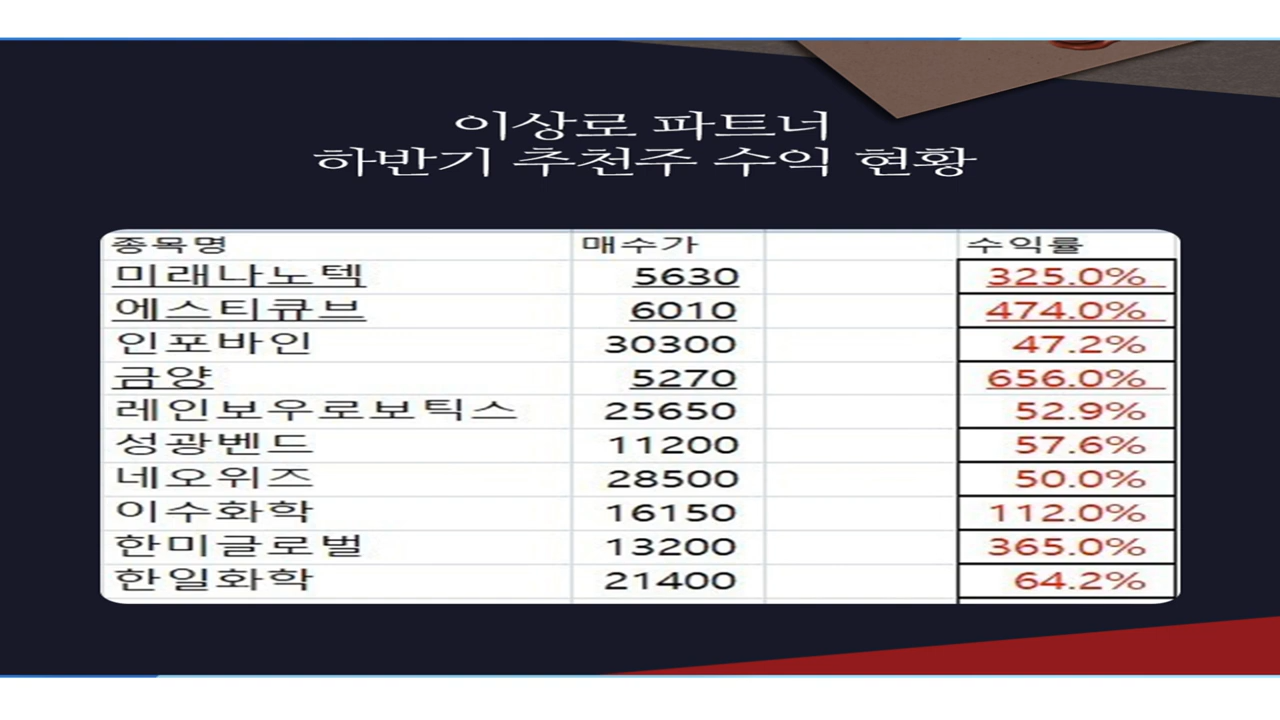 이상로 파트너
하반기 추천주 수익 현황
종목명 매수가 수익률
미래나노텍 5630 325.0%
에스티큐브 6010 474.0%
인포바인 30300 47.2%
금양 5270 656.0%
레인보우로보틱스 25650 52.9%
성광벤드 11200 57.6%
네오위즈 28500 50.0%
이수화학 16150 112.0%
한미글로벌 13200 365.0%
한일화학 21400 64.2%